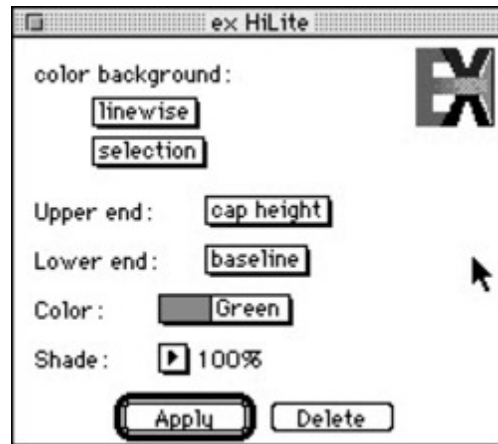 ex HiLite
EX
color background:
linewise
selection
Upper end: cap height
Lower end: baseline
Color: Green
Shade: 100%
Apply Delete